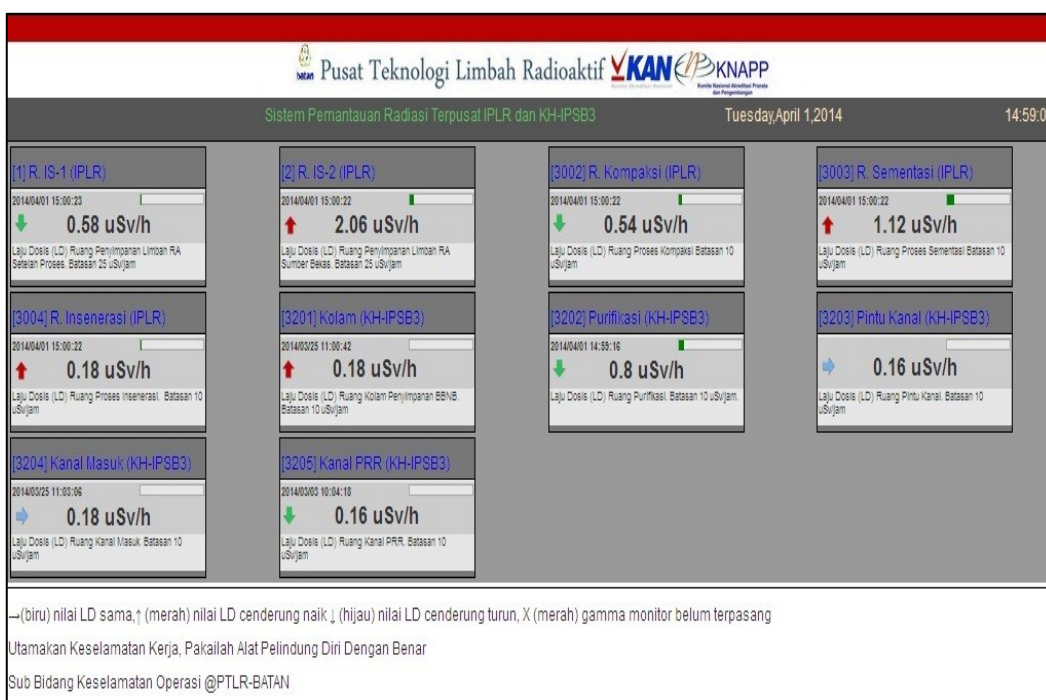 batan Pusat Teknologi Limbah Radioaktif KAN KNAPP
Komite Akreditasi Nasional Komite Nasional Akreditasi Pranata
dan Pengembangan
Sistem Pemantauan Radiasi Terpusat IPLR dan KH-IPSB3 Tuesday,April 1,2014 14:59:0
[1] R. IS-1 (IPLR)
2014/04/01 15:00:23
0.58 uSv/h
Laju Dosis (LD) Ruang Penyimpanan Limbah RA
Setelah Proses. Batasan 25 uSv/jam
[2] R. IS-2 (IPLR)
2014/04/01 15:00:22
2.06 uSv/h
Laju Dosis (LD) Ruang Penyimpanan Limbah RA
Sumber Bekas. Batasan 25 uSv/jam
[3002] R. Kompaksi (IPLR)
2014/04/01 15:00:22
0.54 uSv/h
Laju Dosis (LD) Ruang Proses Kompaksi Batasan 10
uSv/jam
[3003] R. Sementasi (IPLR)
2014/04/01 15:00:22
1.12 uSv/h
Laju Dosis (LD) Ruang Proses Sementasi Batasan 10
uSv/jam
[3004] R. Insenerasi (IPLR)
2014/04/01 15:00:22
0.18 uSv/h
Laju Dosis (LD) Ruang Proses Insenerasi. Batasan 10
uSv/jam
[3201] Kolam (KH-IPSB3)
2014/03/25 11:00:42
0.18 uSv/h
Laju Dosis (LD) Ruang Kolam Penyimpanan BBNB.
Batasan 10 uSv/jam
[3202] Purifikasi (KH-IPSB3)
2014/04/01 14:59:16
0.8 uSv/h
Laju Dosis (LD) Ruang Purifikasi. Batasan 10 uSv/jam.
[3203] Pintu Kanal (KH-IPSB3)
0.16 uSv/h
Laju Dosis (LD) Ruang Pintu Kanal. Batasan 10
uSv/jam
[3204] Kanal Masuk (KH-IPSB3)
2014/03/25 11:03:06
0.18 uSv/h
Laju Dosis (LD) Ruang Kanal Masuk. Batasan 10
uSv/jam
[3205] Kanal PRR (KH-IPSB3)
2014/03/03 10:04:18
0.16 uSv/h
Laju Dosis (LD) Ruang Kanal PRR. Batasan 10
uSv/jam
→(biru) nilai LD sama,↑ (merah) nilai LD cenderung naik ↓ (hijau) nilai LD cenderung turun, X (merah) gamma monitor belum terpasang
Utamakan Keselamatan Kerja, Pakailah Alat Pelindung Diri Dengan Benar
Sub Bidang Keselamatan Operasi @PTLR-BATAN